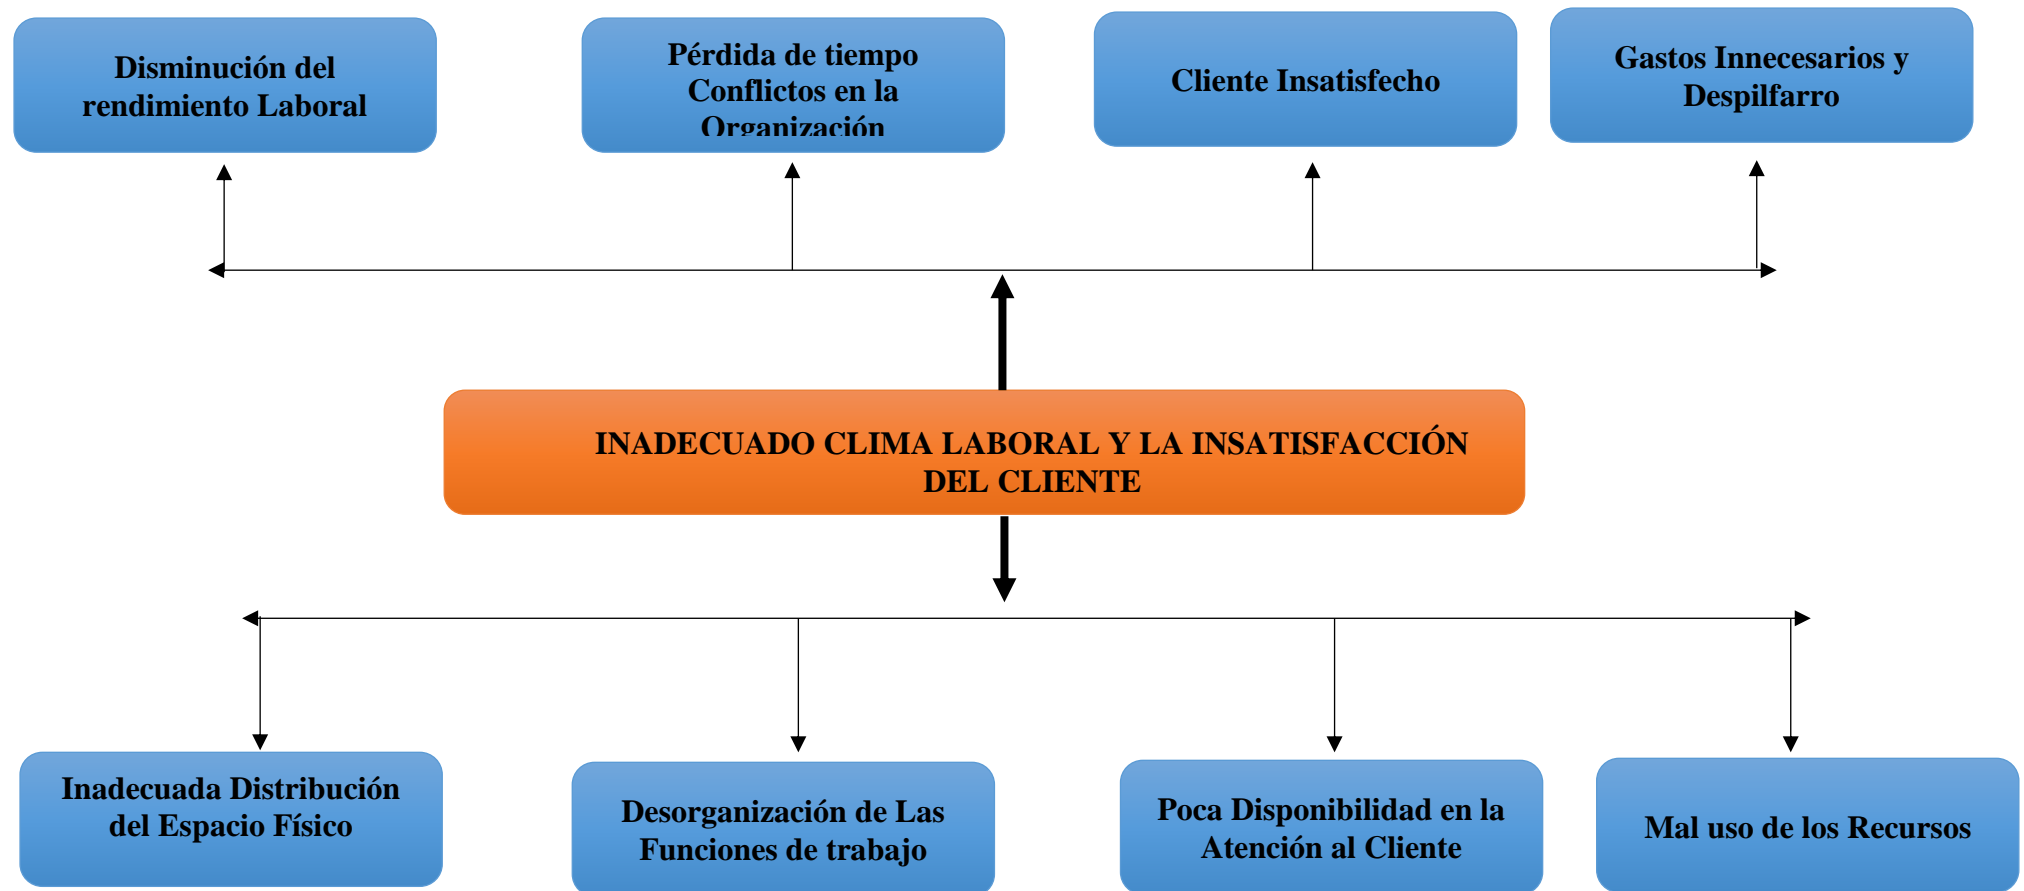 Disminución del
rendimiento Laboral
Pérdida de tiempo
Conflictos en la
Organización
Cliente Insatisfecho
Gastos Innecesarios y
Despilfarro
INADECUADO CLIMA LABORAL Y LA INSATISFACCIÓN
DEL CLIENTE
Inadecuada Distribución
del Espacio Físico
Desorganización de Las
Funciones de trabajo
Poca Disponibilidad en la
Atención al Cliente
Mal uso de los Recursos